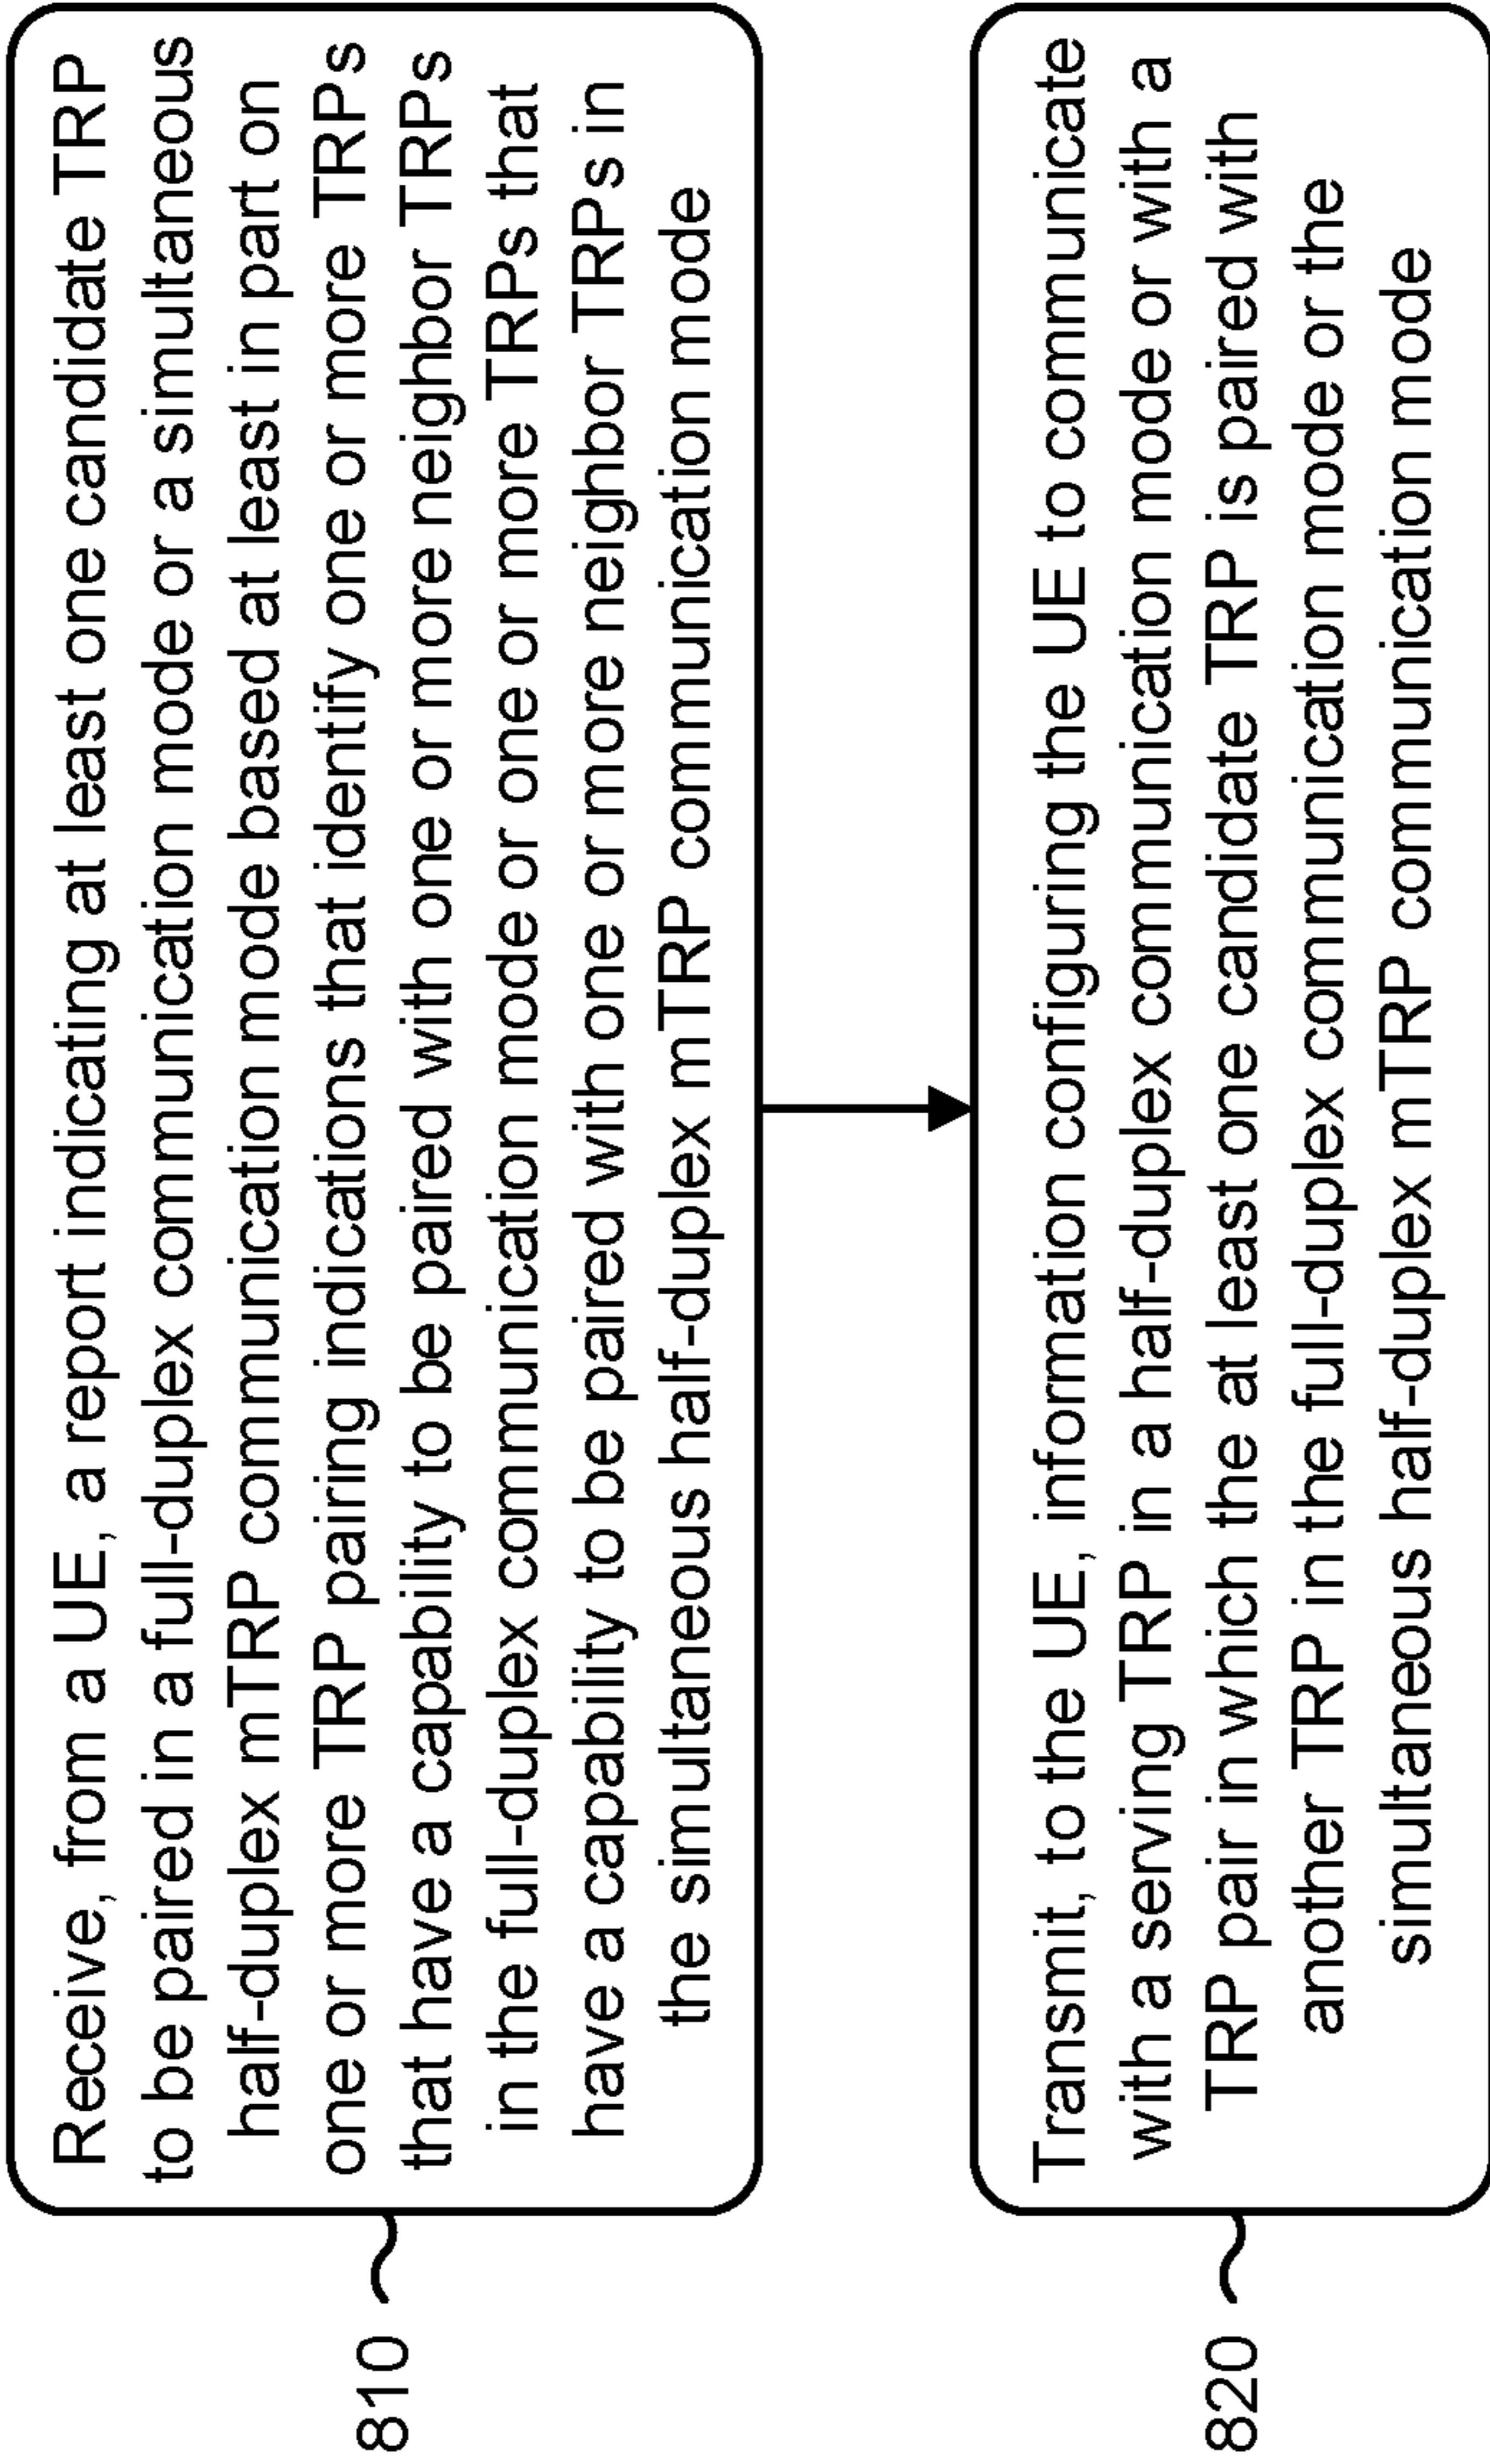 Receive, from a UE, a report indicating at least one candidate TRP
to be paired in a full-duplex communication mode or a simultaneous
half-duplex mTRP communication mode based at least in part on
one or more TRP pairing indications that identify one or more TRPs
that have a capability to be paired with one or more neighbor TRPs
in the full-duplex communication mode or one or more TRPs that
have a capability to be paired with one or more neighbor TRPs in
the simultaneous half-duplex mTRP communication mode
810
Transmit, to the UE, information configuring the UE to communicate
with a serving TRP in a half-duplex communication mode or with a
TRP pair in which the at least one candidate TRP is paired with
another TRP in the full-duplex communication mode or the
simultaneous half-duplex mTRP communication mode
820